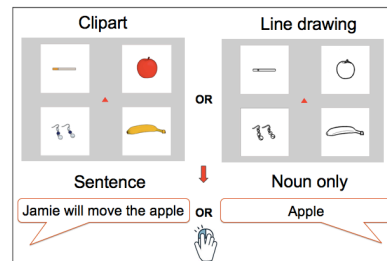 Clipart
Line drawing
OR
Sentence
Noun only
Jamie will move the apple
OR
Apple